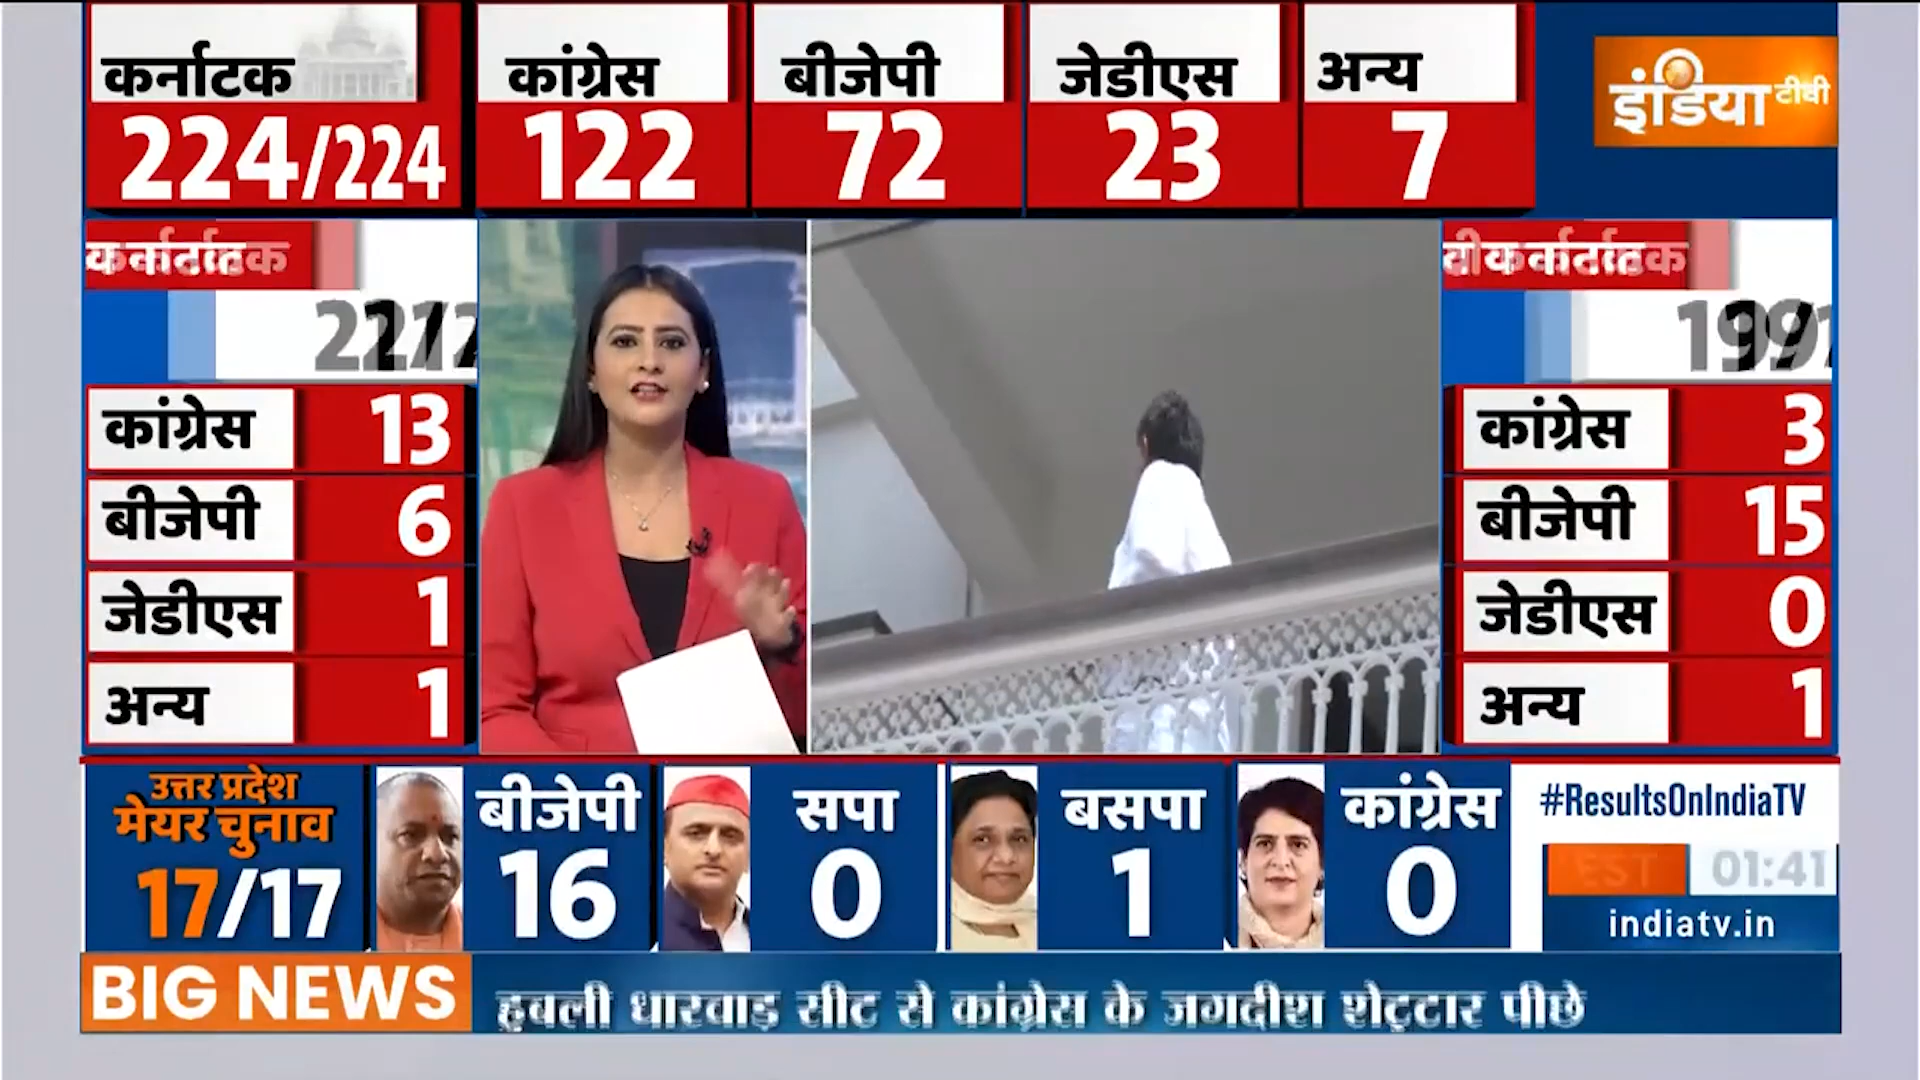 कर्नाटक
224/224
कांग्रेस
122
बीजेपी
72
जेडीएस
23
अन्य
7
इंडिया टीवी
कांग्रेस 13
बीजेपी 6
जेडीएस 1
अन्य 1
कांग्रेस 3
बीजेपी 15
जेडीएस 0
अन्य 1
उत्तर प्रदेश
मेयर चुनाव
17/17
बीजेपी
16
सपा
0
बसपा
1
कांग्रेस
0
#ResultsOnIndiaTV
EST 01:41
indiatv.in
BIG NEWS
हुबली धारवाड़ सीट से कांग्रेस के जगदीश शेट्टार पीछे